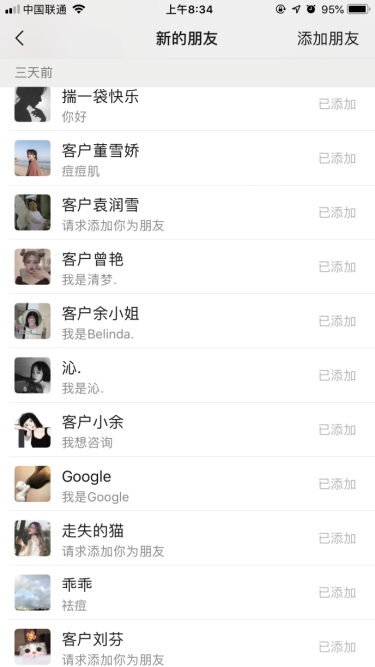 中国联通
上午8:34
95%
新的朋友
添加朋友
三天前
揣一袋快乐
你好
已添加
客户董雪娇
痘痘肌
已添加
客户袁润雪
请求添加你为朋友
已添加
客户曾艳
我是清梦.
已添加
客户余小姐
我是Belinda.
已添加
沁.
我是沁.
已添加
客户小余
我想咨询
已添加
Google
我是Google
已添加
走失的猫
请求添加你为朋友
已添加
乖乖
祛痘
已添加
客户刘芬
请求添加你为朋友
已添加